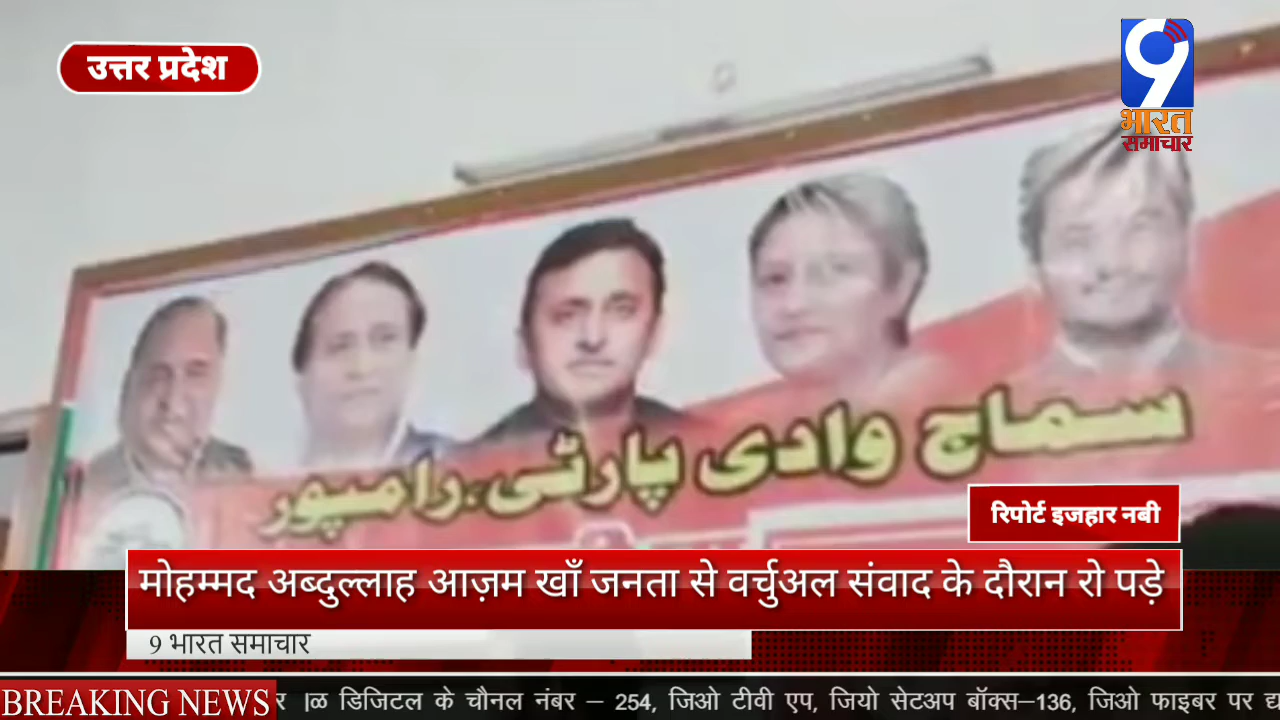 उत्तर प्रदेश
9
भारत
समाचार
سماج وادی پارٹی،رامپور
रिपोर्ट इजहार नबी
मोहम्मद अब्दुल्लाह आज़म खाँ जनता से वर्चुअल संवाद के दौरान रो पड़े
9 भारत समाचार
BREAKING NEWS
डिजिटल के चौनल नंबर – 254, जिओ टीवी एप, जियो सेटअप बॉक्स–136, जिओ फाइबर पर